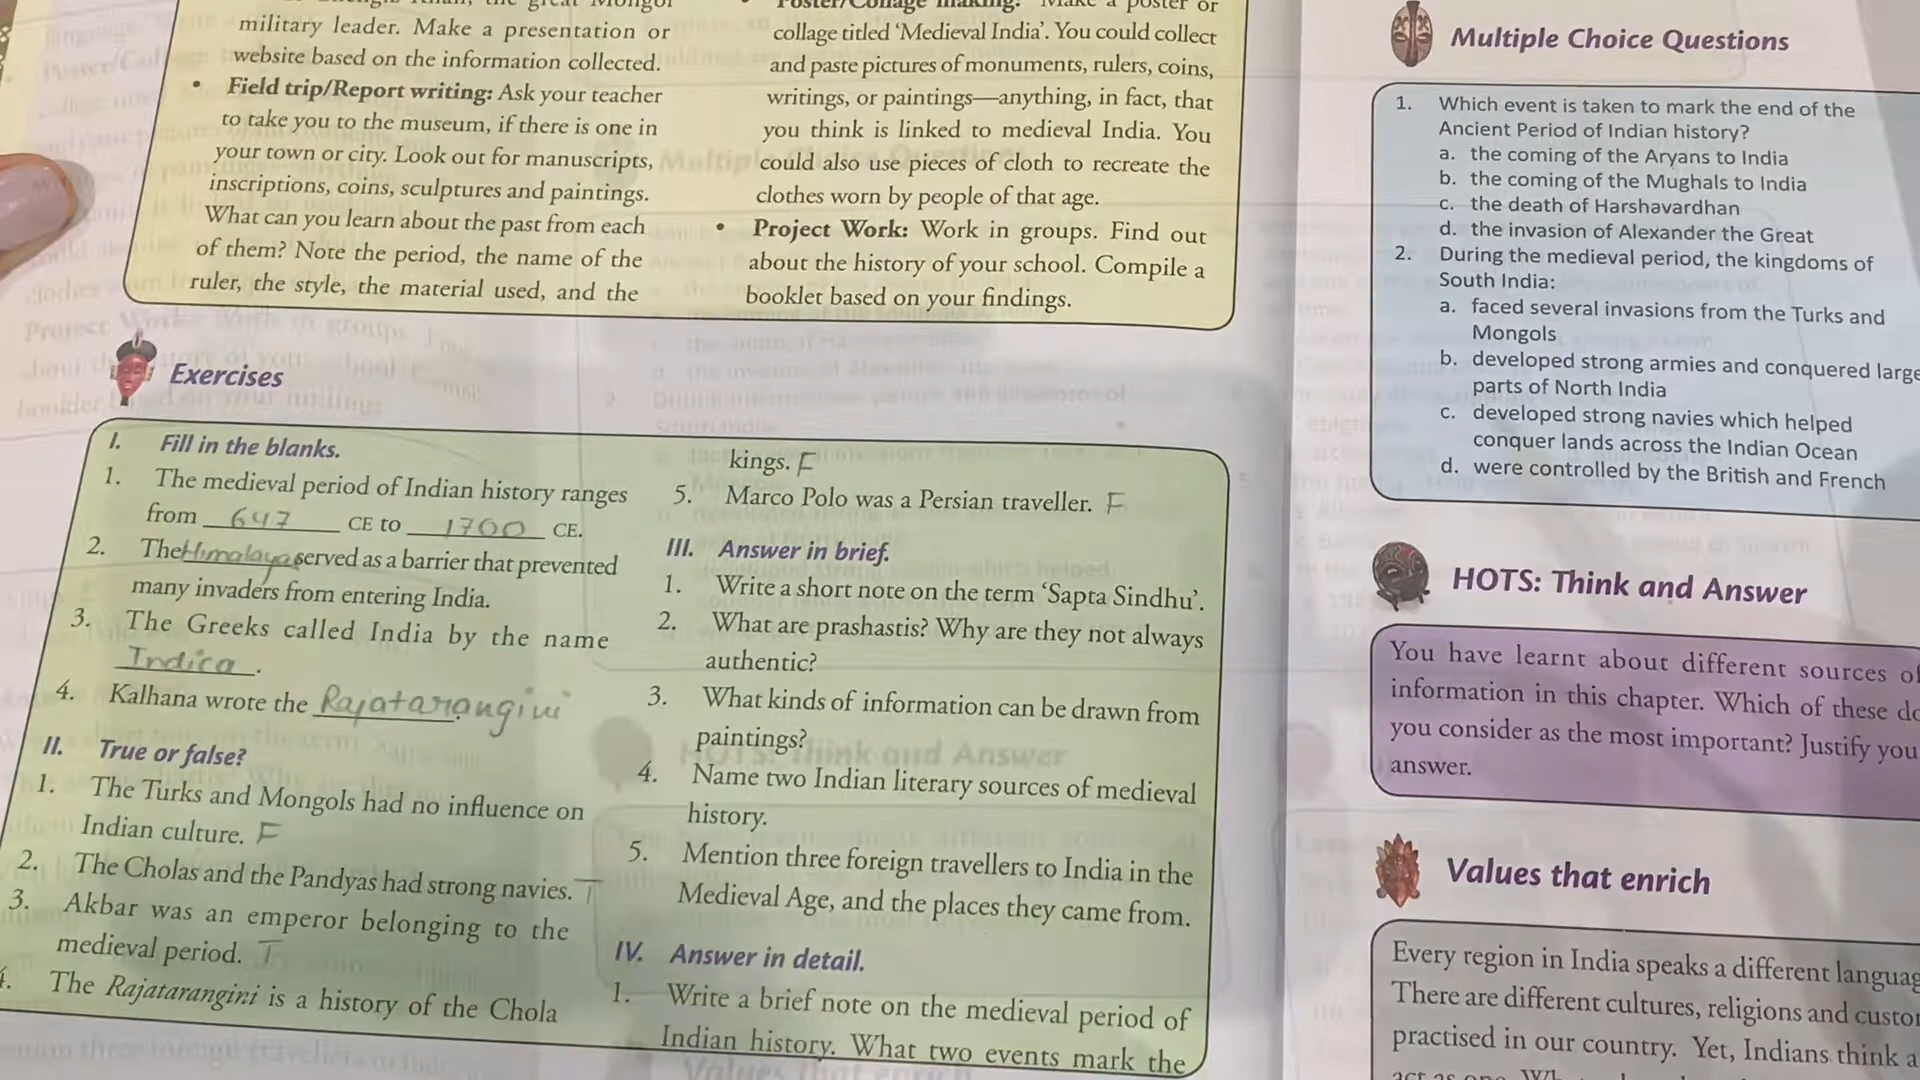 military leader. Make a presentation or
website based on the information collected.
• Field trip/Report writing: Ask your teacher
to take you to the museum, if there is one in
your town or city. Look out for manuscripts,
inscriptions, coins, sculptures and paintings.
What can you learn about the past from each
of them? Note the period, the name of the
ruler, the style, the material used, and the
• Poster/Collage making: Make a poster or
collage titled ‘Medieval India’. You could collect
and paste pictures of monuments, rulers, coins,
writings, or paintings—anything, in fact, that
you think is linked to medieval India. You
could also use pieces of cloth to recreate the
clothes worn by people of that age.
• Project Work: Work in groups. Find out
about the history of your school. Compile a
booklet based on your findings.
Exercises
I. Fill in the blanks.
1. The medieval period of Indian history ranges
from 647 CE to 1700 CE.
2. The Himalaya served as a barrier that prevented
many invaders from entering India.
3. The Greeks called India by the name
Indica.
4. Kalhana wrote the Rajatarangini
II. True or false?
1. The Turks and Mongols had no influence on
Indian culture. F
2. The Cholas and the Pandyas had strong navies. T
3. Akbar was an emperor belonging to the
medieval period. T
4. The Rajatarangini is a history of the Chola
kings. F
5. Marco Polo was a Persian traveller. F
III. Answer in brief.
1. Write a short note on the term ‘Sapta Sindhu’.
2. What are prashastis? Why are they not always
authentic?
3. What kinds of information can be drawn from
paintings?
4. Name two Indian literary sources of medieval
history.
5. Mention three foreign travellers to India in the
Medieval Age, and the places they came from.
IV. Answer in detail.
1. Write a brief note on the medieval period of
Indian history. What two events mark the
Multiple Choice Questions
1. Which event is taken to mark the end of the
Ancient Period of Indian history?
a. the coming of the Aryans to India
b. the coming of the Mughals to India
c. the death of Harshavardhan
d. the invasion of Alexander the Great
2. During the medieval period, the kingdoms of
South India:
a. faced several invasions from the Turks and
Mongols
b. developed strong armies and conquered large
parts of North India
c. developed strong navies which helped
conquer lands across the Indian Ocean
d. were controlled by the British and French
HOTS: Think and Answer
You have learnt about different sources of
information in this chapter. Which of these do
you consider as the most important? Justify you
answer.
Values that enrich
Every region in India speaks a different languag
There are different cultures, religions and custo
practised in our country. Yet, Indians think a